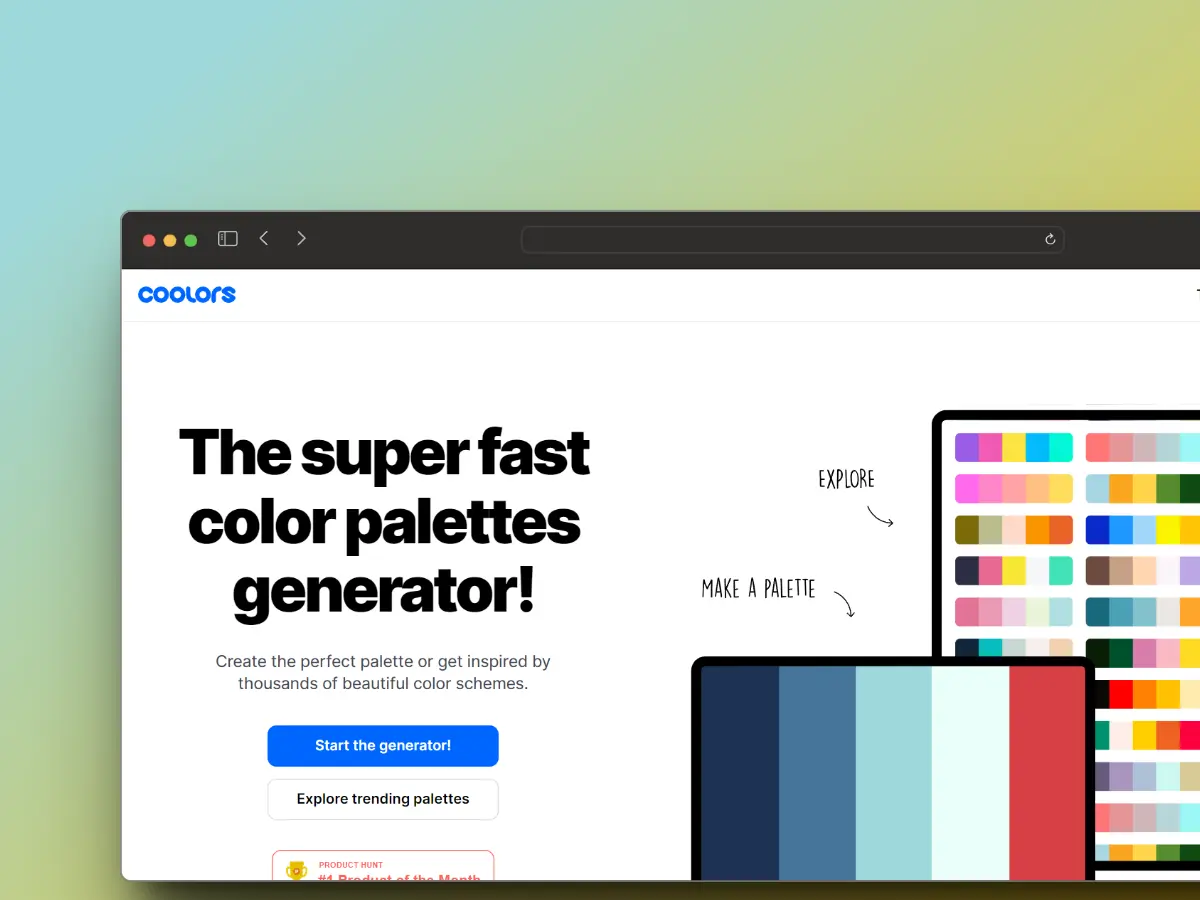 coolors
The super fast
color palettes
generator!
Create the perfect palette or get inspired by
thousands of beautiful color schemes.
Start the generator!
Explore trending palettes
PRODUCT HUNT
#1 Product of the Month
EXPLORE
MAKE A PALETTE